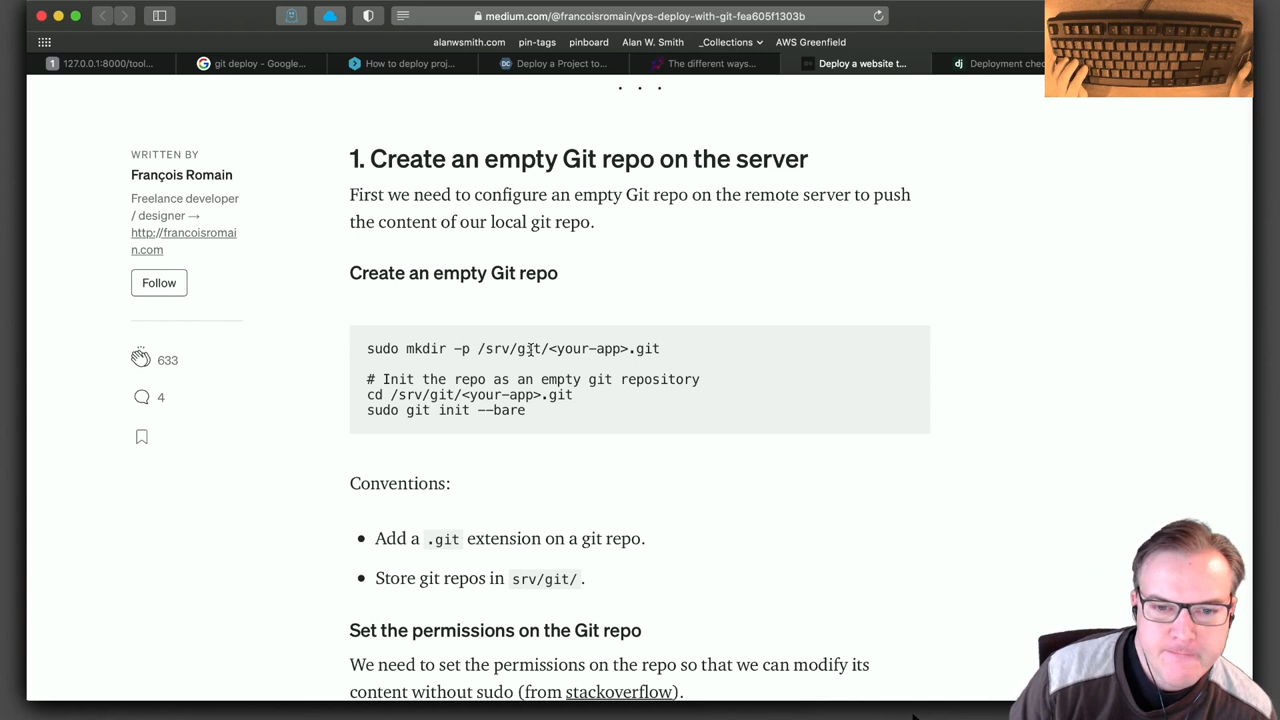 medium.com/@francoisromain/vps-deploy-with-git-fea605f1303b
alanwsmith.com pin-tags pinboard Alan W. Smith _Collections AWS Greenfield
1 127.0.0.1:8000/tool... git deploy - Google... How to deploy proj... DC Deploy a Project to... The different ways... Deploy a website t... dj Deployment chec
. . .
WRITTEN BY
François Romain
Freelance developer
/ designer →
http://francoisromai
n.com
Follow
633
4
1. Create an empty Git repo on the server
First we need to configure an empty Git repo on the remote server to push
the content of our local git repo.
Create an empty Git repo
sudo mkdir -p /srv/git/<your-app>.git
# Init the repo as an empty git repository
cd /srv/git/<your-app>.git
sudo git init --bare
Conventions:
• Add a .git extension on a git repo.
• Store git repos in srv/git/.
Set the permissions on the Git repo
We need to set the permissions on the repo so that we can modify its
content without sudo (from stackoverflow).